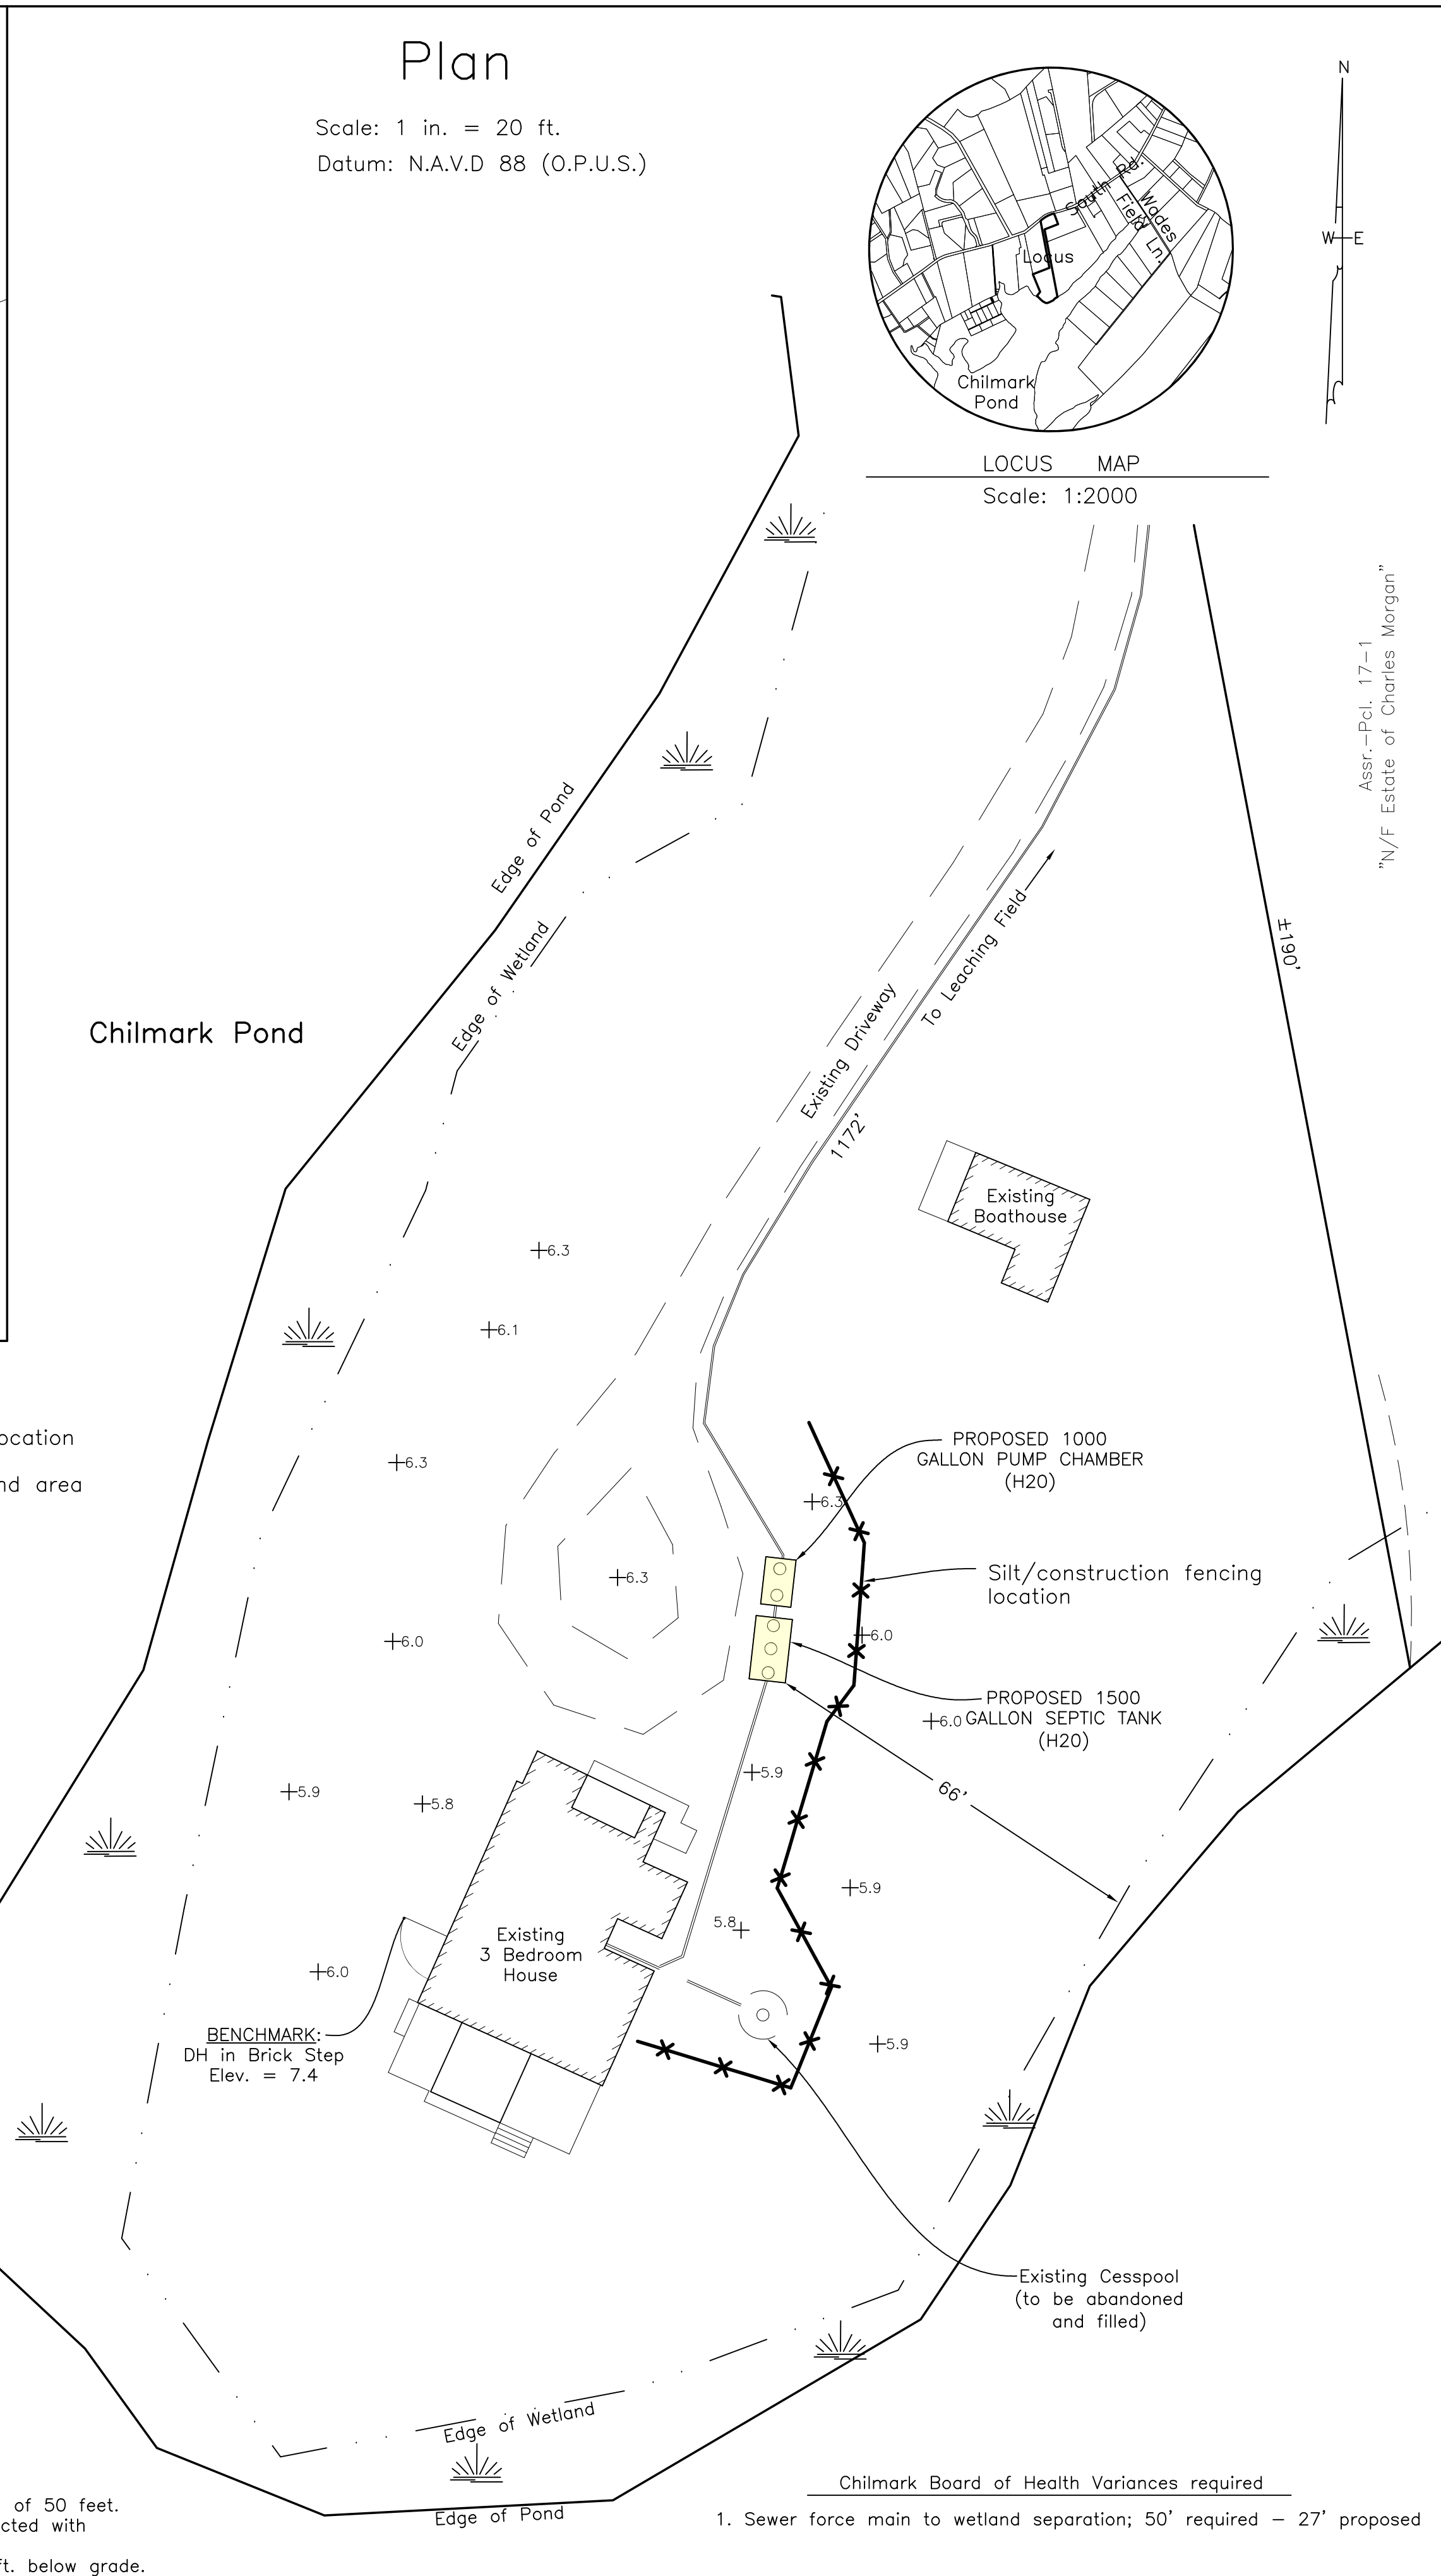 Plan
Scale: 1 in. = 20 ft.
Datum: N.A.V.D 88 (O.P.U.S.)
N
W E
South Rd.
Wades
Field Ln.
Locus
Chilmark
Pond
LOCUS MAP
Scale: 1:2000
Assr.-Pcl. 17-1
"N/F Estate of Charles Morgan"
±190'
Edge of Pond
Edge of Wetland
Chilmark Pond
To Leaching Field
Existing Driveway
1172'
Existing
Boathouse
6.3
6.1
ocation
nd area
6.3
PROPOSED 1000
GALLON PUMP CHAMBER
(H20)
6.3
Silt/construction fencing
location
6.3
6.0
6.0
PROPOSED 1500
6.0 GALLON SEPTIC TANK
(H20)
66'
5.9
5.9
5.8
5.9
5.8
Existing
3 Bedroom
House
6.0
BENCHMARK:
DH in Brick Step
Elev. = 7.4
5.9
Existing Cesspool
(to be abandoned
and filled)
Edge of Wetland
Edge of Pond
of 50 feet.
cted with
ft. below grade.
Chilmark Board of Health Variances required
1. Sewer force main to wetland separation; 50' required – 27' proposed